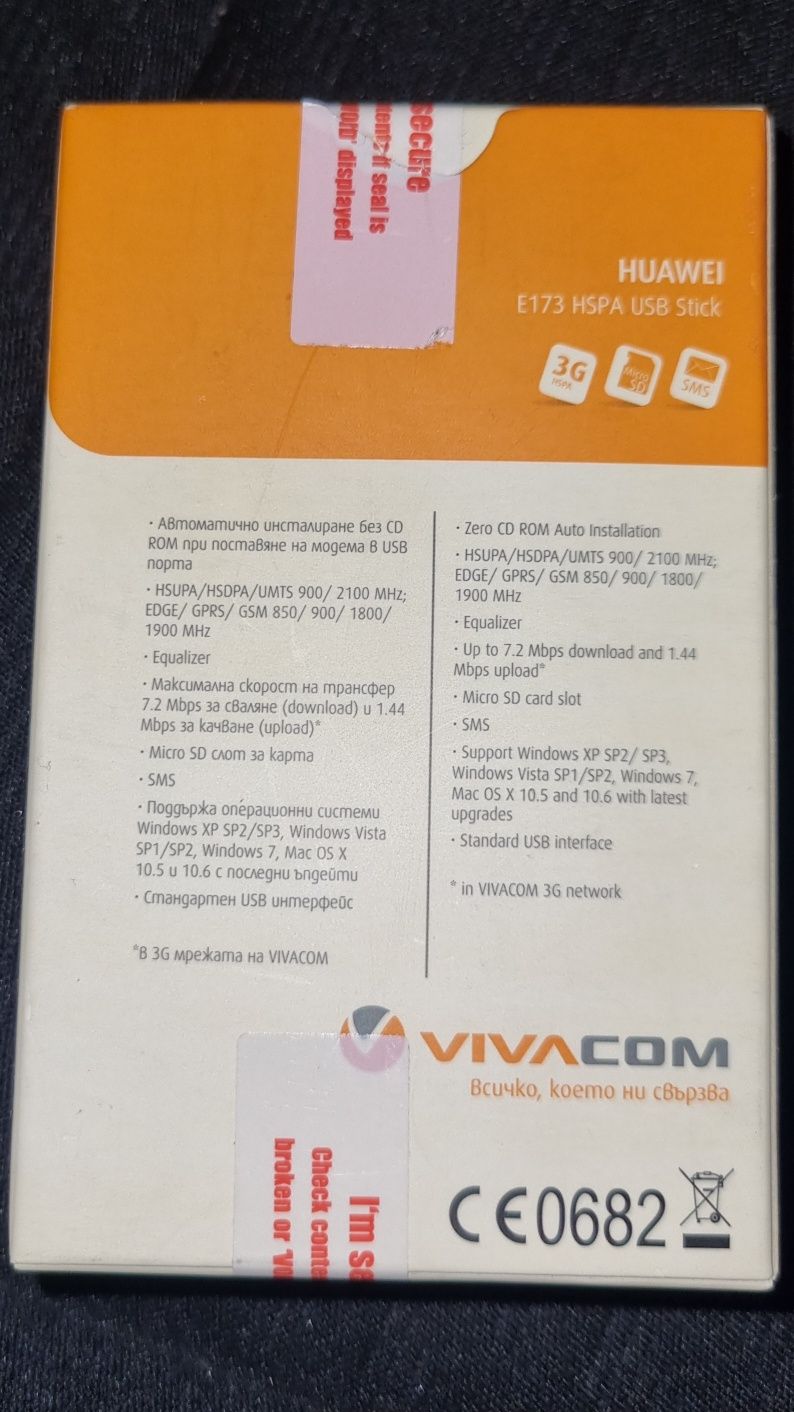 secure
tents if seal is
displayed
HUAWEI
E173 HSPA USB Stick
3G
HSPA
Micro
SD
SMS
· Автоматично инсталиране без CD
ROM при поставяне на модема в USB
порта
· HSUPA/HSDPA/UMTS 900/ 2100 MHz;
EDGE/ GPRS/ GSM 850/ 900/ 1800/
1900 MHz
· Equalizer
· Максимална скорост на трансфер
7.2 Mbps за сваляне (download) и 1.44
Mbps за качване (upload)*
· Micro SD слот за карта
· SMS
· Поддържа операционни системи
Windows XP SP2/SP3, Windows Vista
SP1/SP2, Windows 7, Mac OS X
10.5 и 10.6 с последни ъпдейти
· Стандартен USB интерфейс
*В 3G мрежата на VIVACOM
· Zero CD ROM Auto Installation
· HSUPA/HSDPA/UMTS 900/ 2100 MHz;
EDGE/ GPRS/ GSM 850/ 900/ 1800/
1900 MHz
· Equalizer
· Up to 7.2 Mbps download and 1.44
Mbps upload*
· Micro SD card slot
· SMS
· Support Windows XP SP2/ SP3,
Windows Vista SP1/SP2, Windows 7,
Mac OS X 10.5 and 10.6 with latest
upgrades
· Standard USB interface
* in VIVACOM 3G network
VIVACOM
Всичко, което ни свързва
I'm se
Check conte
broken or
CE0682